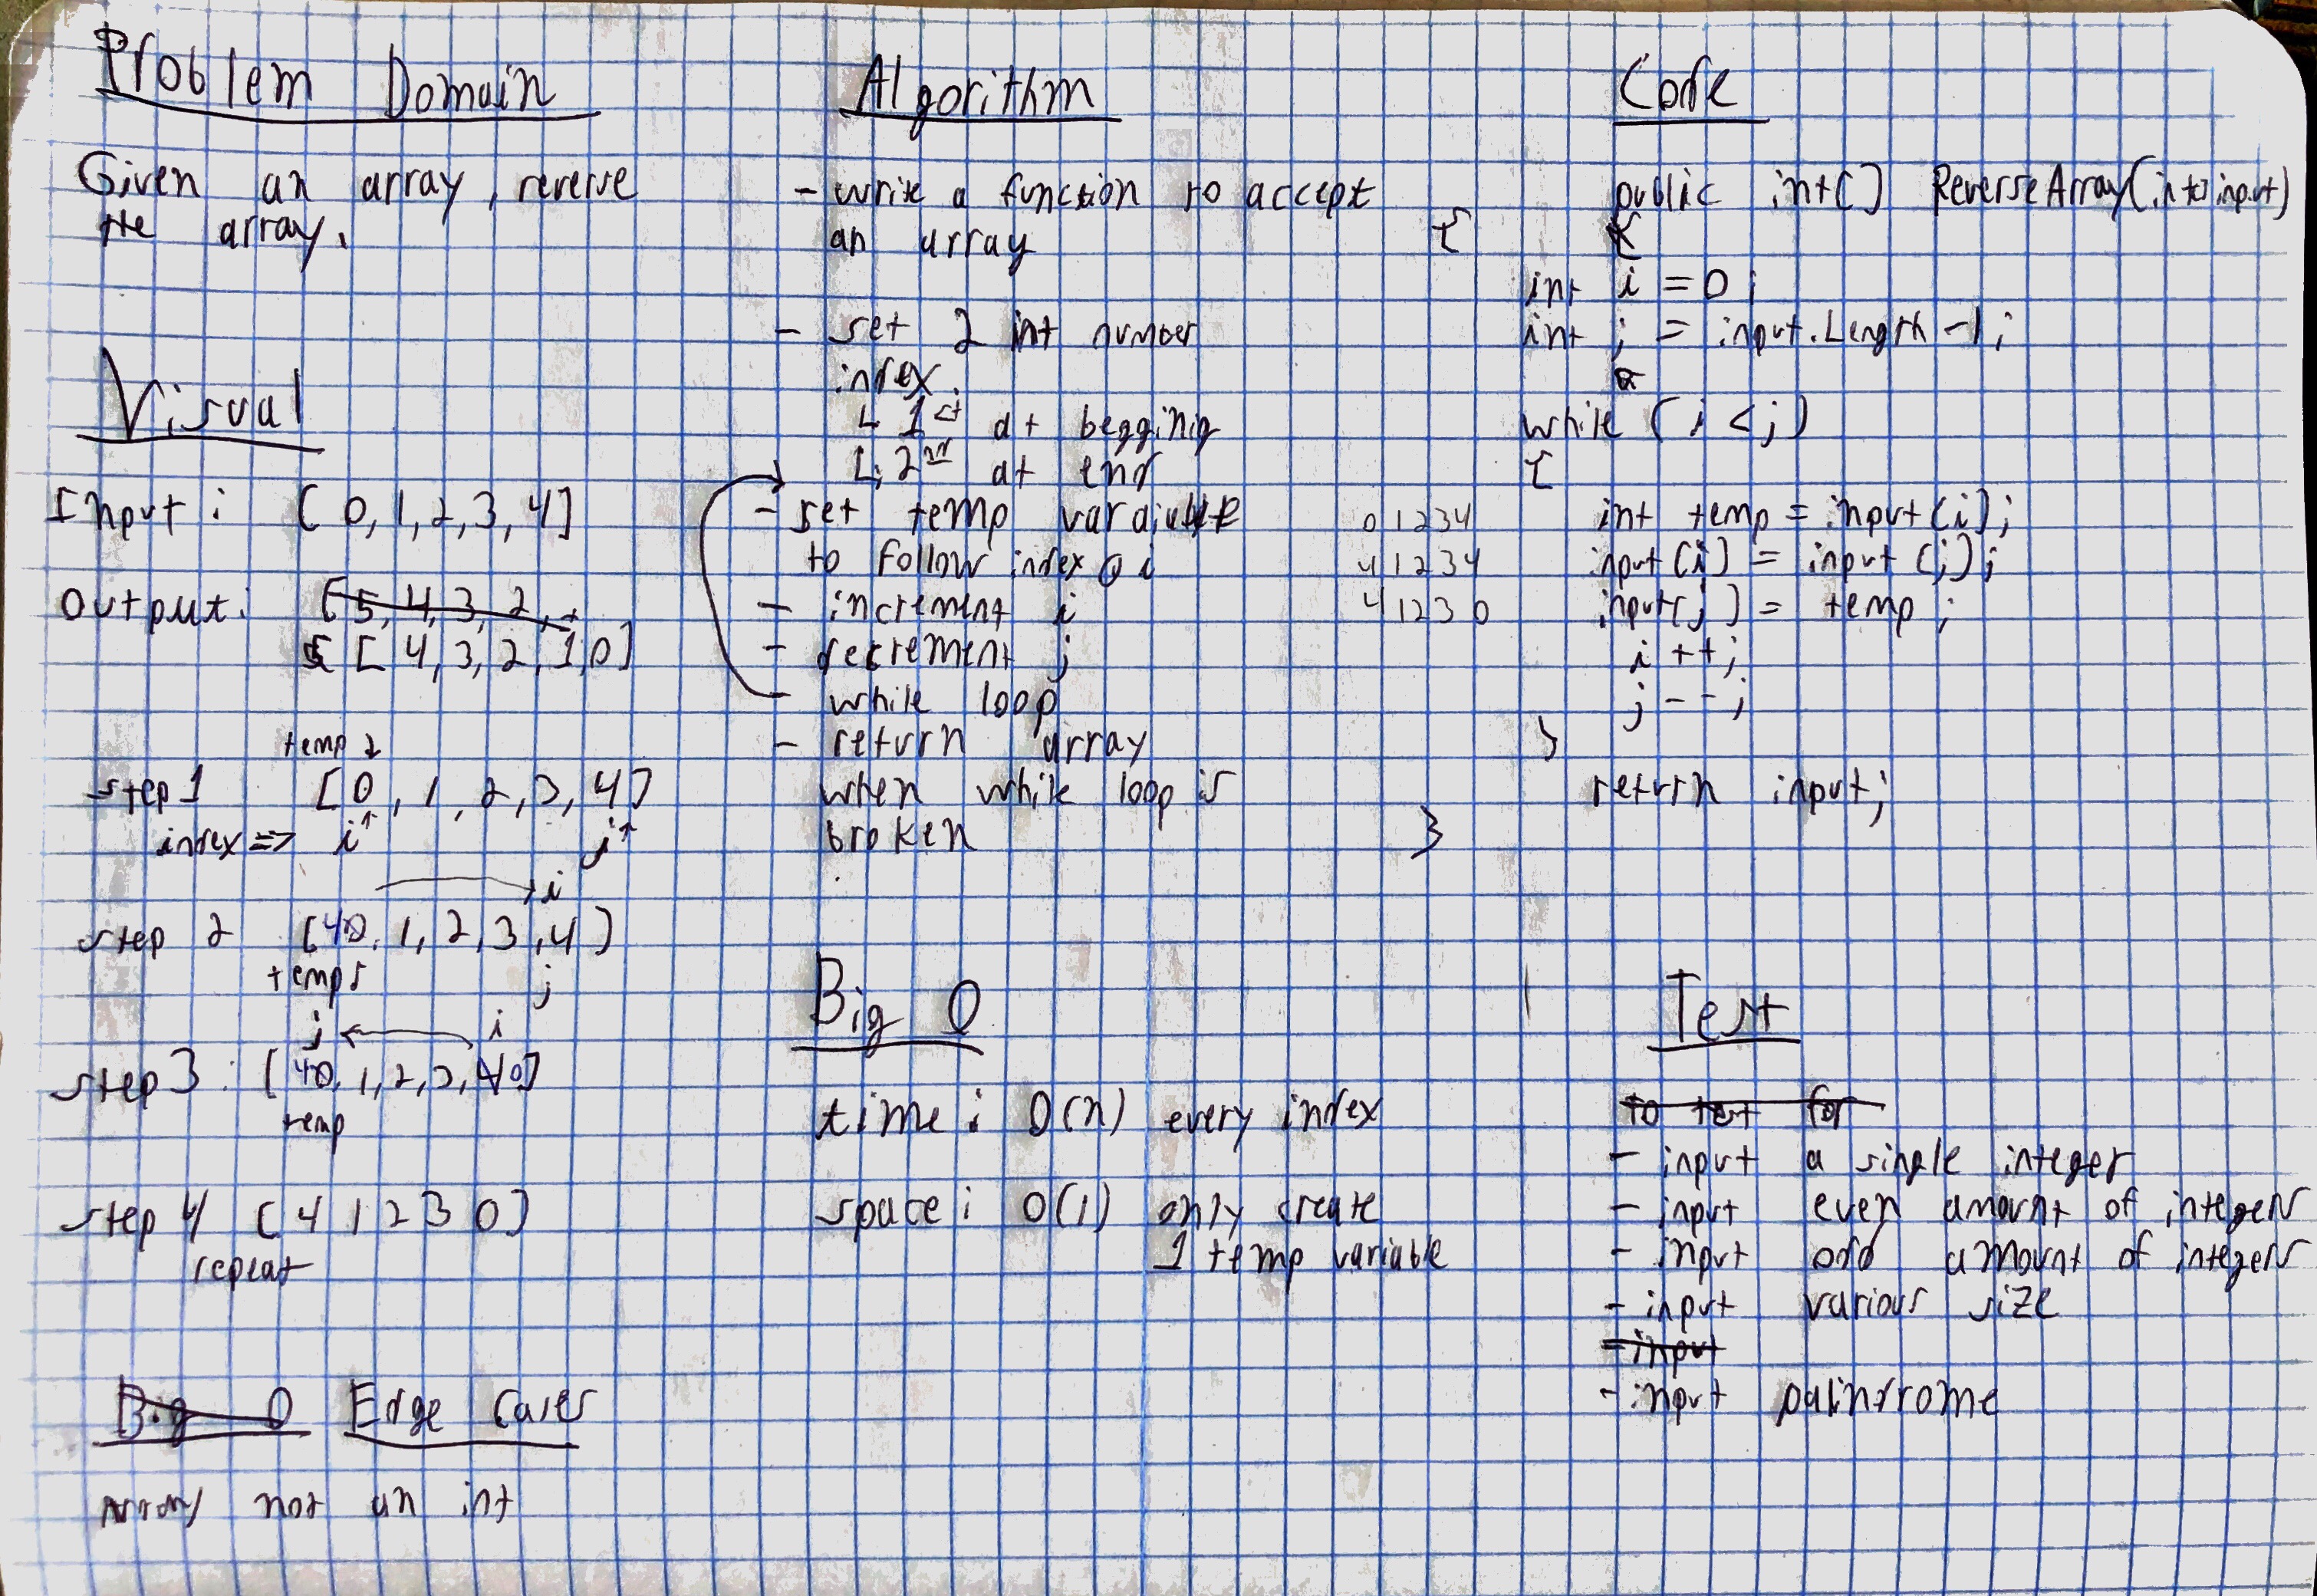 Problem Domain
Given an array, reverse
the array.
Visual
Input: [0, 1, 2, 3, 4]
Output: [5, 4, 3, 2, 1
[4, 3, 2, 1, 0]
temp
step 1 [0, 1, 2, 3, 4]
index => i↑ j↑
i
step 2 [40, 1, 2, 3, 4]
temp j
j i
step 3: [40, 1, 2, 3, 40]
temp
step 4 [4 1 2 3 0]
repeat
Big O Edge Cases
Array not an int
Algorithm
- write a function to accept
an array
- set 2 int number
index.
1st at beggining
2nd at end
- set temp varaiable
to follow index @ i
- increment i
- decrement j
- while loop
- return array
when while loop is
broken
Big O
time: O(n) every index
space: O(1) only create
1 temp variable
Code
public int[] ReverseArray(int[] input)
{
int i = 0;
int j = input.Length - 1;
while (i < j)
{
0 1 2 3 4 int temp = input[i];
4 1 2 3 4 input[i] = input[j];
4 1 2 3 0 input[j] = temp;
i++;
j--;
}
return input;
}
Test
to test for
- input a single integer
- input even amount of integers
- input odd amount of integers
- input various size
- input
- input palindrome